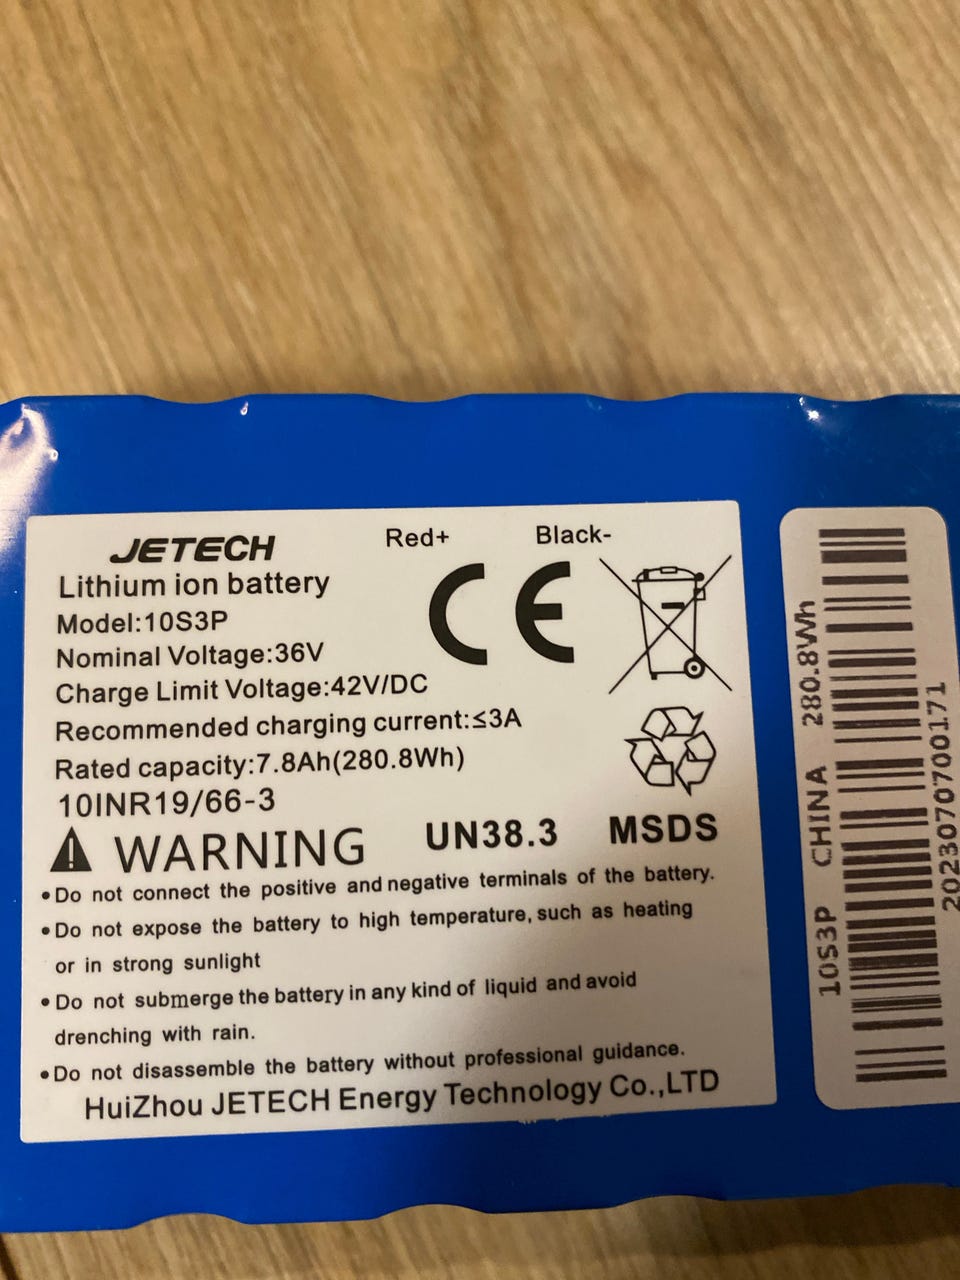 JETECH Red+ Black-
Lithium ion battery
Model:10S3P
Nominal Voltage:36V
Charge Limit Voltage:42V/DC
Recommended charging current:≤3A
Rated capacity:7.8Ah(280.8Wh)
10INR19/66-3
WARNING UN38.3 MSDS
•Do not connect the positive and negative terminals of the battery.
•Do not expose the battery to high temperature, such as heating
or in strong sunlight
•Do not submerge the battery in any kind of liquid and avoid
drenching with rain.
•Do not disassemble the battery without professional guidance.
HuiZhou JETECH Energy Technology Co.,LTD
10S3P CHINA 280.8Wh
2023070700171